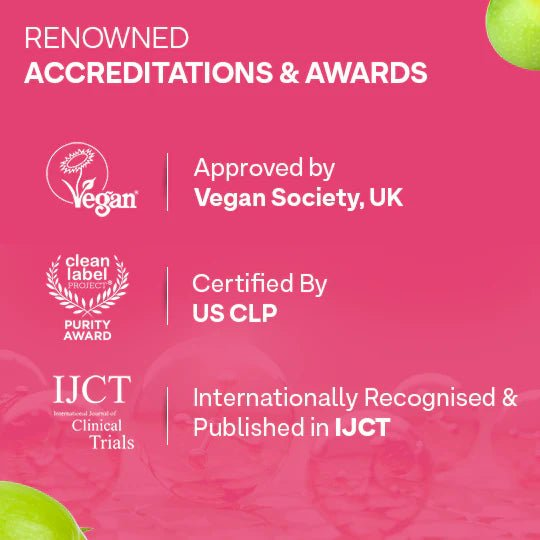 RENOWNED
ACCREDITATIONS & AWARDS
Vegan®
Approved by
Vegan Society, UK
clean
label
PROJECT®
PURITY
AWARD
Certified By
US CLP
IJCT
International Journal of
Clinical
Trials
Internationally Recognised &
Published in IJCT